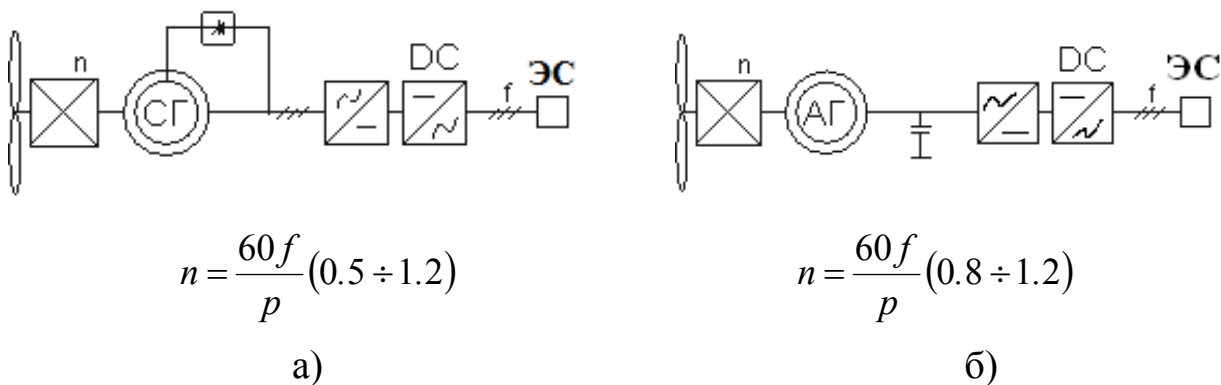 n СГ DC f ЭС
n АГ DC f ЭС
n = 60f/p (0.5 ÷ 1.2)
n = 60f/p (0.8 ÷ 1.2)
а)
б)